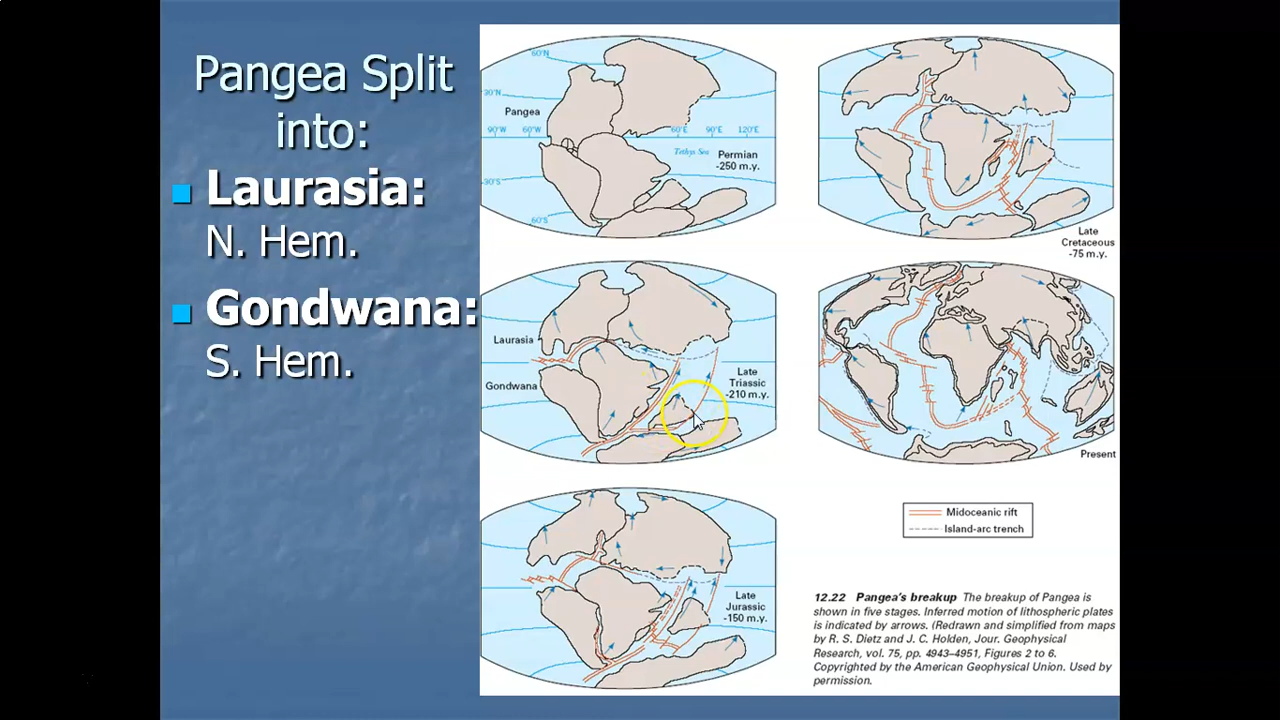 Pangea Split
into:
Laurasia:
N. Hem.
Gondwana:
S. Hem.
60°N
30°N
Pangea
90°W 60°W 60°E 90°E 120°E
Tethys Sea
Permian
-250 m.y.
30°S
60°S
Laurasia
Gondwana
Late
Triassic
-210 m.y.
Late
Jurassic
-150 m.y.
Late
Cretaceous
-75 m.y.
Present
Midoceanic rift
Island-arc trench
12.22 Pangea's breakup The breakup of Pangea is
shown in five stages. Inferred motion of lithospheric plates
is indicated by arrows. (Redrawn and simplified from maps
by R. S. Dietz and J. C. Holden, Jour. Geophysical
Research, vol. 75, pp. 4943–4951, Figures 2 to 6.
Copyrighted by the American Geophysical Union. Used by
permission.